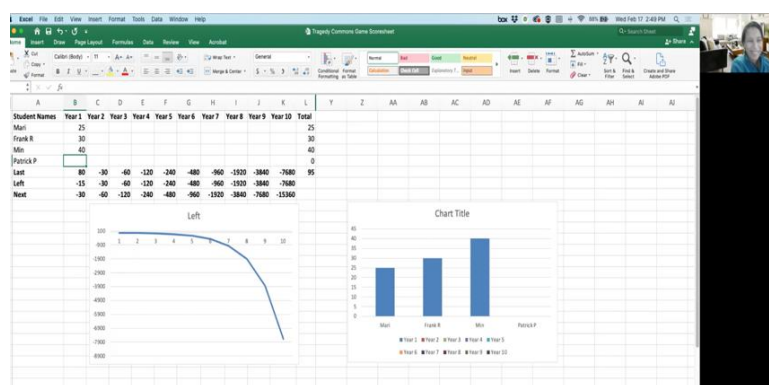 Excel File Edit View Insert Format Tools Data Window Help
box 88% Wed Feb 17 2:49 PM
Tragedy Commons Game Scoresheet
Home Insert Draw Page Layout Formulas Data Review View Acrobat
Share
Cut Calibri (Body) 11 Wrap Text General Normal Bad Good Neutral AutoSum
Copy Fill
Format B I U Merge & Center Conditional Formatting Format as Table Calculation Check Cell Explanatory T... Input Insert Delete Format Clear Sort & Filter Find & Select Create and Share Adobe PDF
fx
A B C D E F G H I J K L Y Z AA AB AC AD AE AF AG AH AI AJ
Student Names Year 1 Year 2 Year 3 Year 4 Year 5 Year 6 Year 7 Year 8 Year 9 Year 10 Total
Mari 25 25
Frank R 30 30
Min 40 40
Patrick P 0
Last 80 -30 -60 -120 -240 -480 -960 -1920 -3840 -7680 95
Left -15 -30 -60 -120 -240 -480 -960 -1920 -3840 -7680
Next -30 -60 -120 -240 -480 -960 -1920 -3840 -7680 -15360
Left
100
1 2 3 4 5 6 7 8 9 10
-900
-1900
-2900
-3900
-4900
-5900
-6900
-7900
-8900
Chart Title
45
40
35
30
25
20
15
10
5
0
Mari Frank R Min Patrick P
Year 1 Year 2 Year 3 Year 4 Year 5
Year 6 Year 7 Year 8 Year 9 Year 10